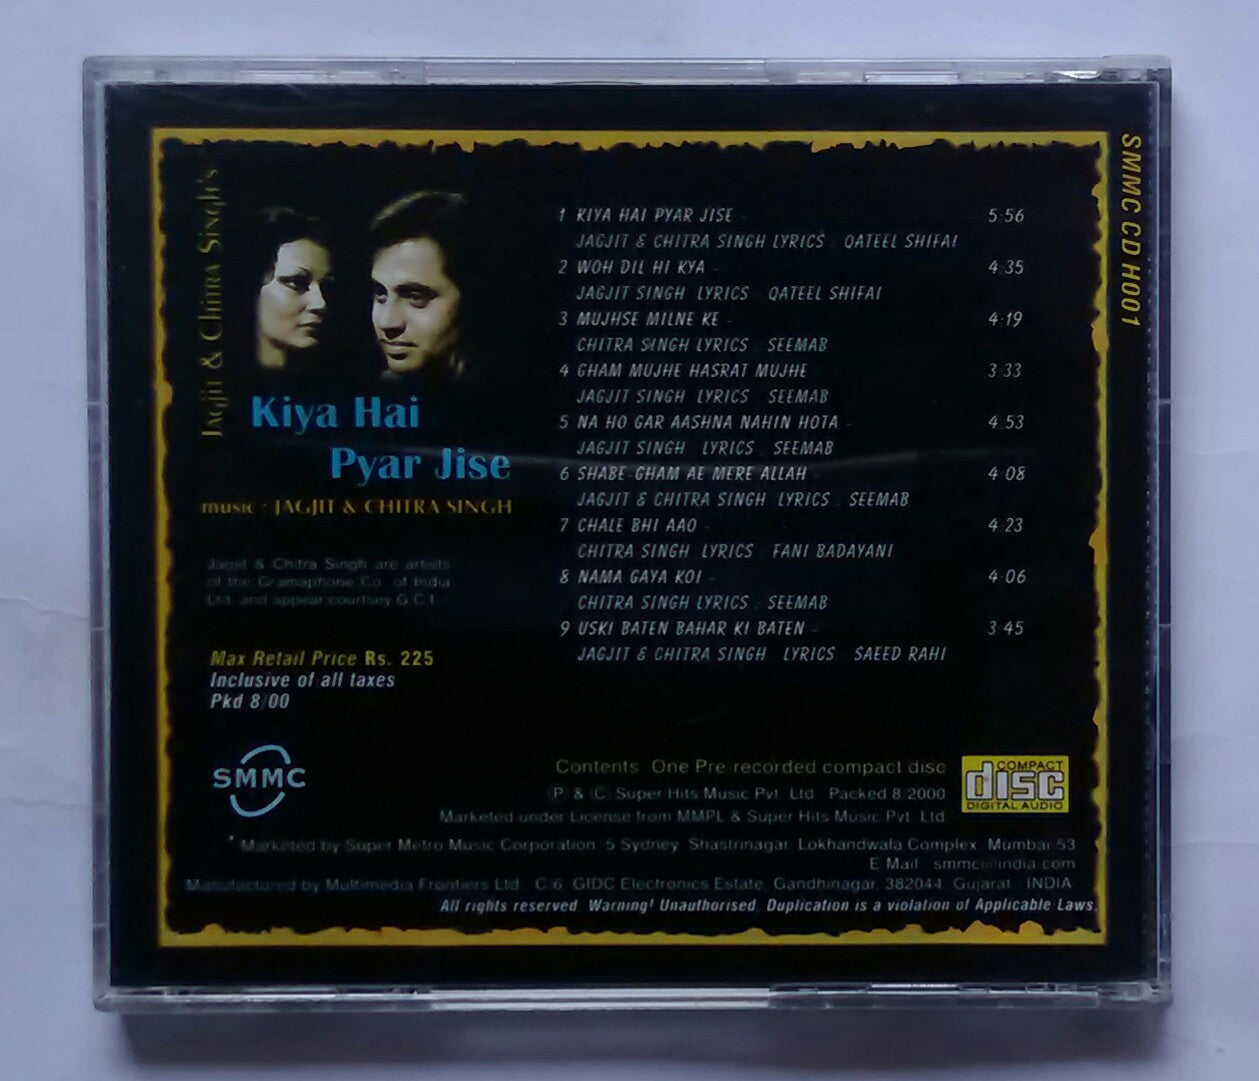 Jagjit & Chitra Singh's
Kiya Hai
Pyar Jise
music : JAGJIT & CHITRA SINGH
Jagjit & Chitra Singh are artists
of the Gramaphone Co. of India
Ltd. and appear courtsey G.C.I.
Max Retail Price Rs. 225
Inclusive of all taxes
Pkd 8/00
SMMC
1 KIYA HAI PYAR JISE - 5:56
JAGJIT & CHITRA SINGH LYRICS : QATEEL SHIFAI
2 WOH DIL HI KYA - 4:35
JAGJIT SINGH LYRICS : QATEEL SHIFAI
3 MUJHSE MILNE KE - 4:19
CHITRA SINGH LYRICS : SEEMAB
4 GHAM MUJHE HASRAT MUJHE 3:33
JAGJIT SINGH LYRICS : SEEMAB
5 NA HO GAR AASHNA NAHIN HOTA - 4:53
JAGJIT SINGH LYRICS : SEEMAB
6 SHABE-GHAM AE MERE ALLAH - 4:08
JAGJIT & CHITRA SINGH LYRICS : SEEMAB
7 CHALE BHI AAO - 4:23
CHITRA SINGH LYRICS : FANI BADAYANI
8 NAMA GAYA KOI - 4:06
CHITRA SINGH LYRICS : SEEMAB
9 USKI BATEN BAHAR KI BATEN - 3:45
JAGJIT & CHITRA SINGH LYRICS : SAEED RAHI
Contents : One Pre-recorded compact disc
COMPACT
disc
DIGITAL AUDIO
Ⓟ & Ⓒ Super Hits Music Pvt. Ltd. Packed 8/2000
Marketed under License from MMPL & Super Hits Music Pvt. Ltd.
* Marketed by Super Metro Music Corporation, 5 Sydney, Shastrinagar, Lokhandwala Complex, Mumbai-53
E-Mail : smmc@india.com
Manufactured by Multimedia Frontiers Ltd., C-6, GIDC Electronics Estate, Gandhinagar, 382044, Gujarat - INDIA
All rights reserved. Warning! Unauthorised. Duplication is a violation of Applicable Laws.
SMMC CD H001